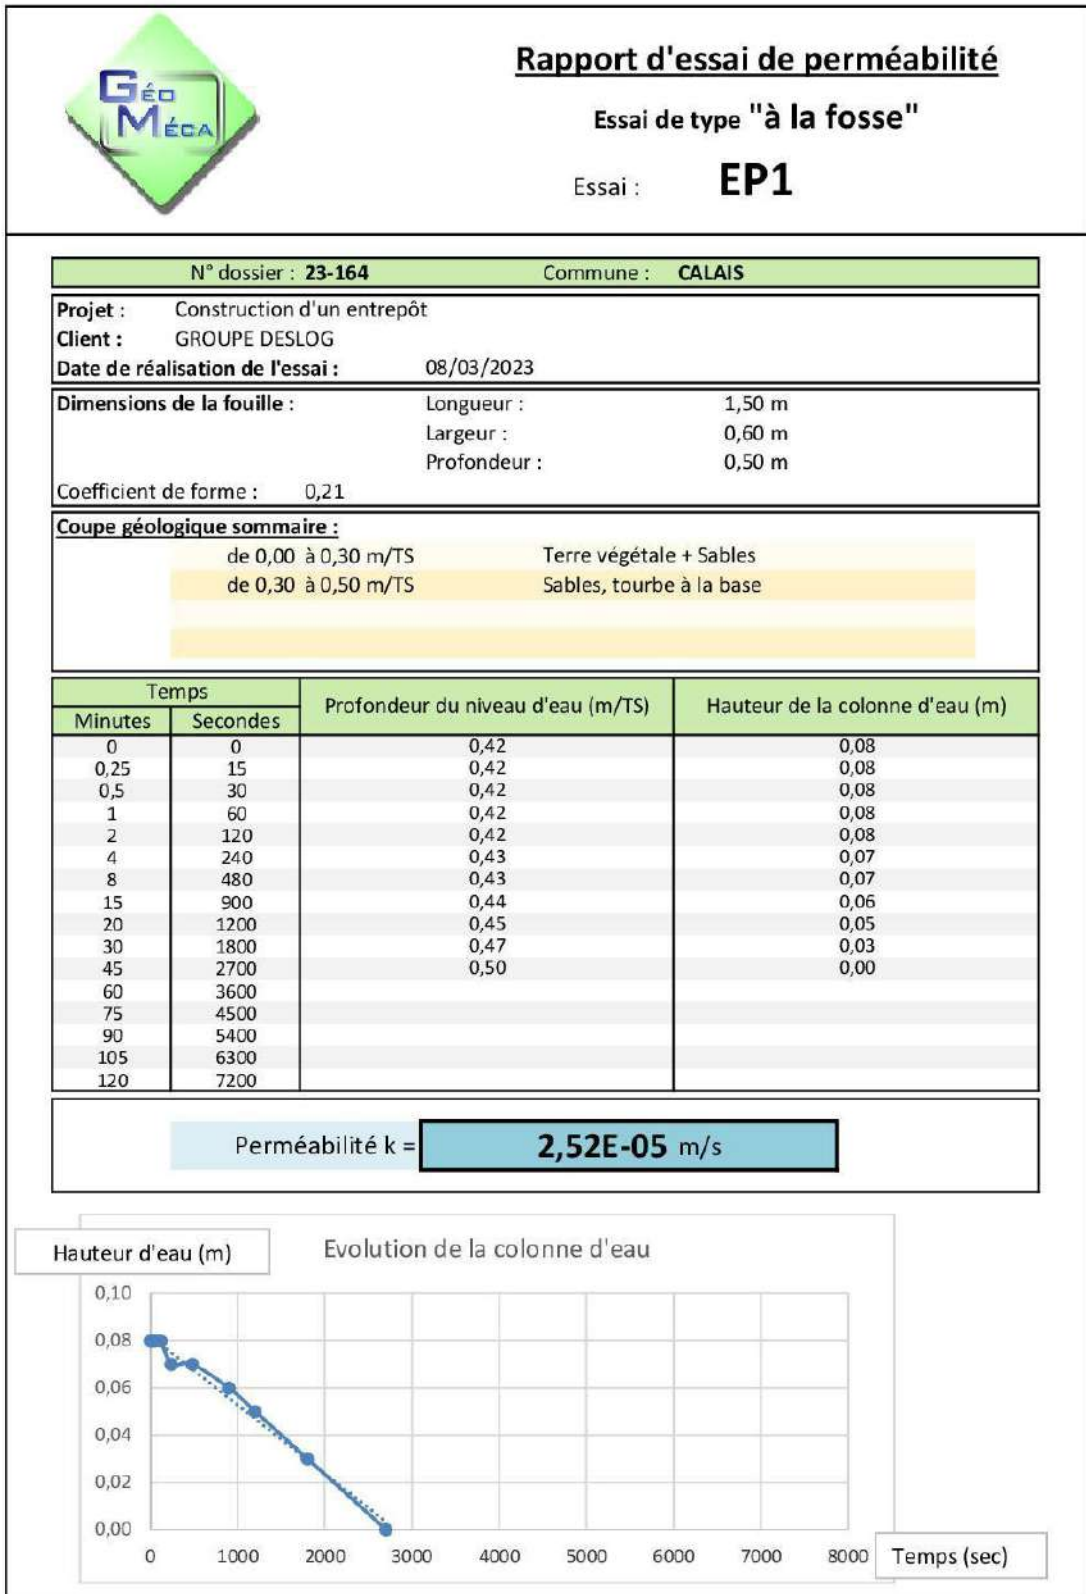 GÉO
MÉCA
Rapport d'essai de perméabilité
Essai de type "à la fosse"
Essai : EP1
N° dossier : 23-164 Commune : CALAIS
Projet : Construction d'un entrepôt
Client : GROUPE DESLOG
Date de réalisation de l'essai : 08/03/2023
Dimensions de la fouille : Longueur : 1,50 m
Largeur : 0,60 m
Profondeur : 0,50 m
Coefficient de forme : 0,21
Coupe géologique sommaire :
de 0,00 à 0,30 m/TS Terre végétale + Sables
de 0,30 à 0,50 m/TS Sables, tourbe à la base
Temps
Minutes Secondes Profondeur du niveau d'eau (m/TS) Hauteur de la colonne d'eau (m)
0 0 0,42 0,08
0,25 15 0,42 0,08
0,5 30 0,42 0,08
1 60 0,42 0,08
2 120 0,42 0,08
4 240 0,43 0,07
8 480 0,43 0,07
15 900 0,44 0,06
20 1200 0,45 0,05
30 1800 0,47 0,03
45 2700 0,50 0,00
60 3600
75 4500
90 5400
105 6300
120 7200
Perméabilité k = 2,52E-05 m/s
Hauteur d'eau (m) Evolution de la colonne d'eau
0,10
0,08
0,06
0,04
0,02
0,00
0 1000 2000 3000 4000 5000 6000 7000 8000 Temps (sec)